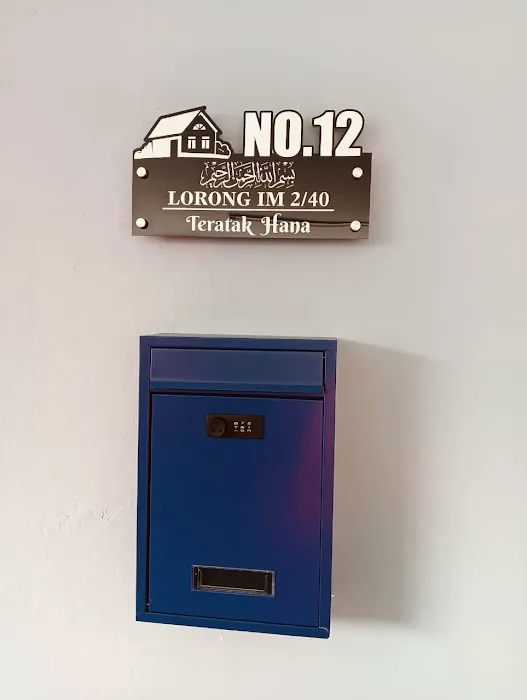 NO.12
بسم الله الرحمن الرحيم
LORONG IM 2/40
Teratak Hana